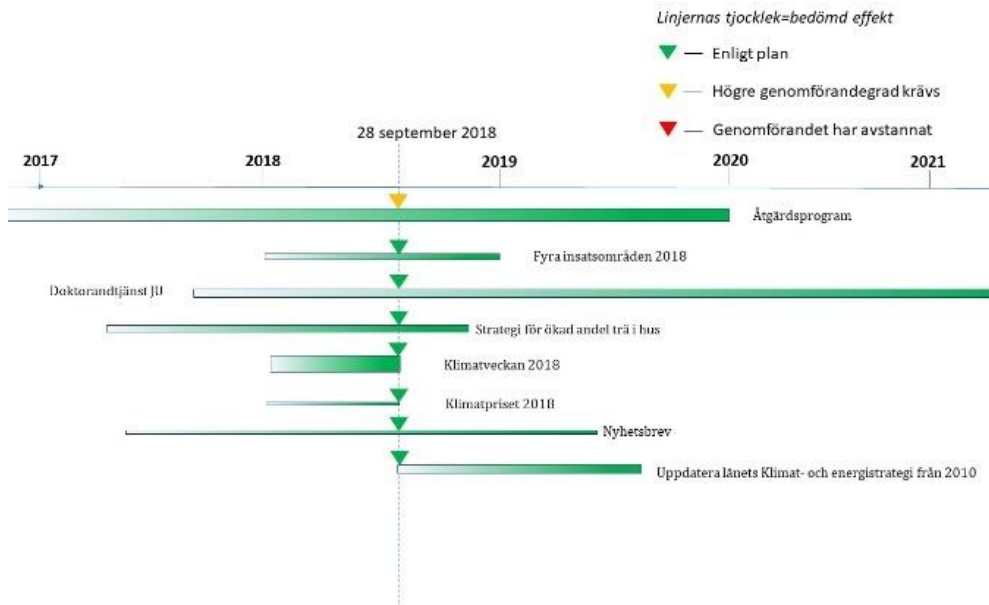 Linjernas tjocklek=bedömd effekt
Enligt plan
Högre genomförandegrad krävs
Genomförandet har avstannat
28 september 2018
2017 2018 2019 2020 2021
Åtgärdsprogram
Fyra insatsområden 2018
Doktorandtjänst JU
Strategi för ökad andel trä i hus
Klimatveckan 2018
Klimatpriset 2018
Nyhetsbrev
Uppdatera länets Klimat- och energistrategi från 2010